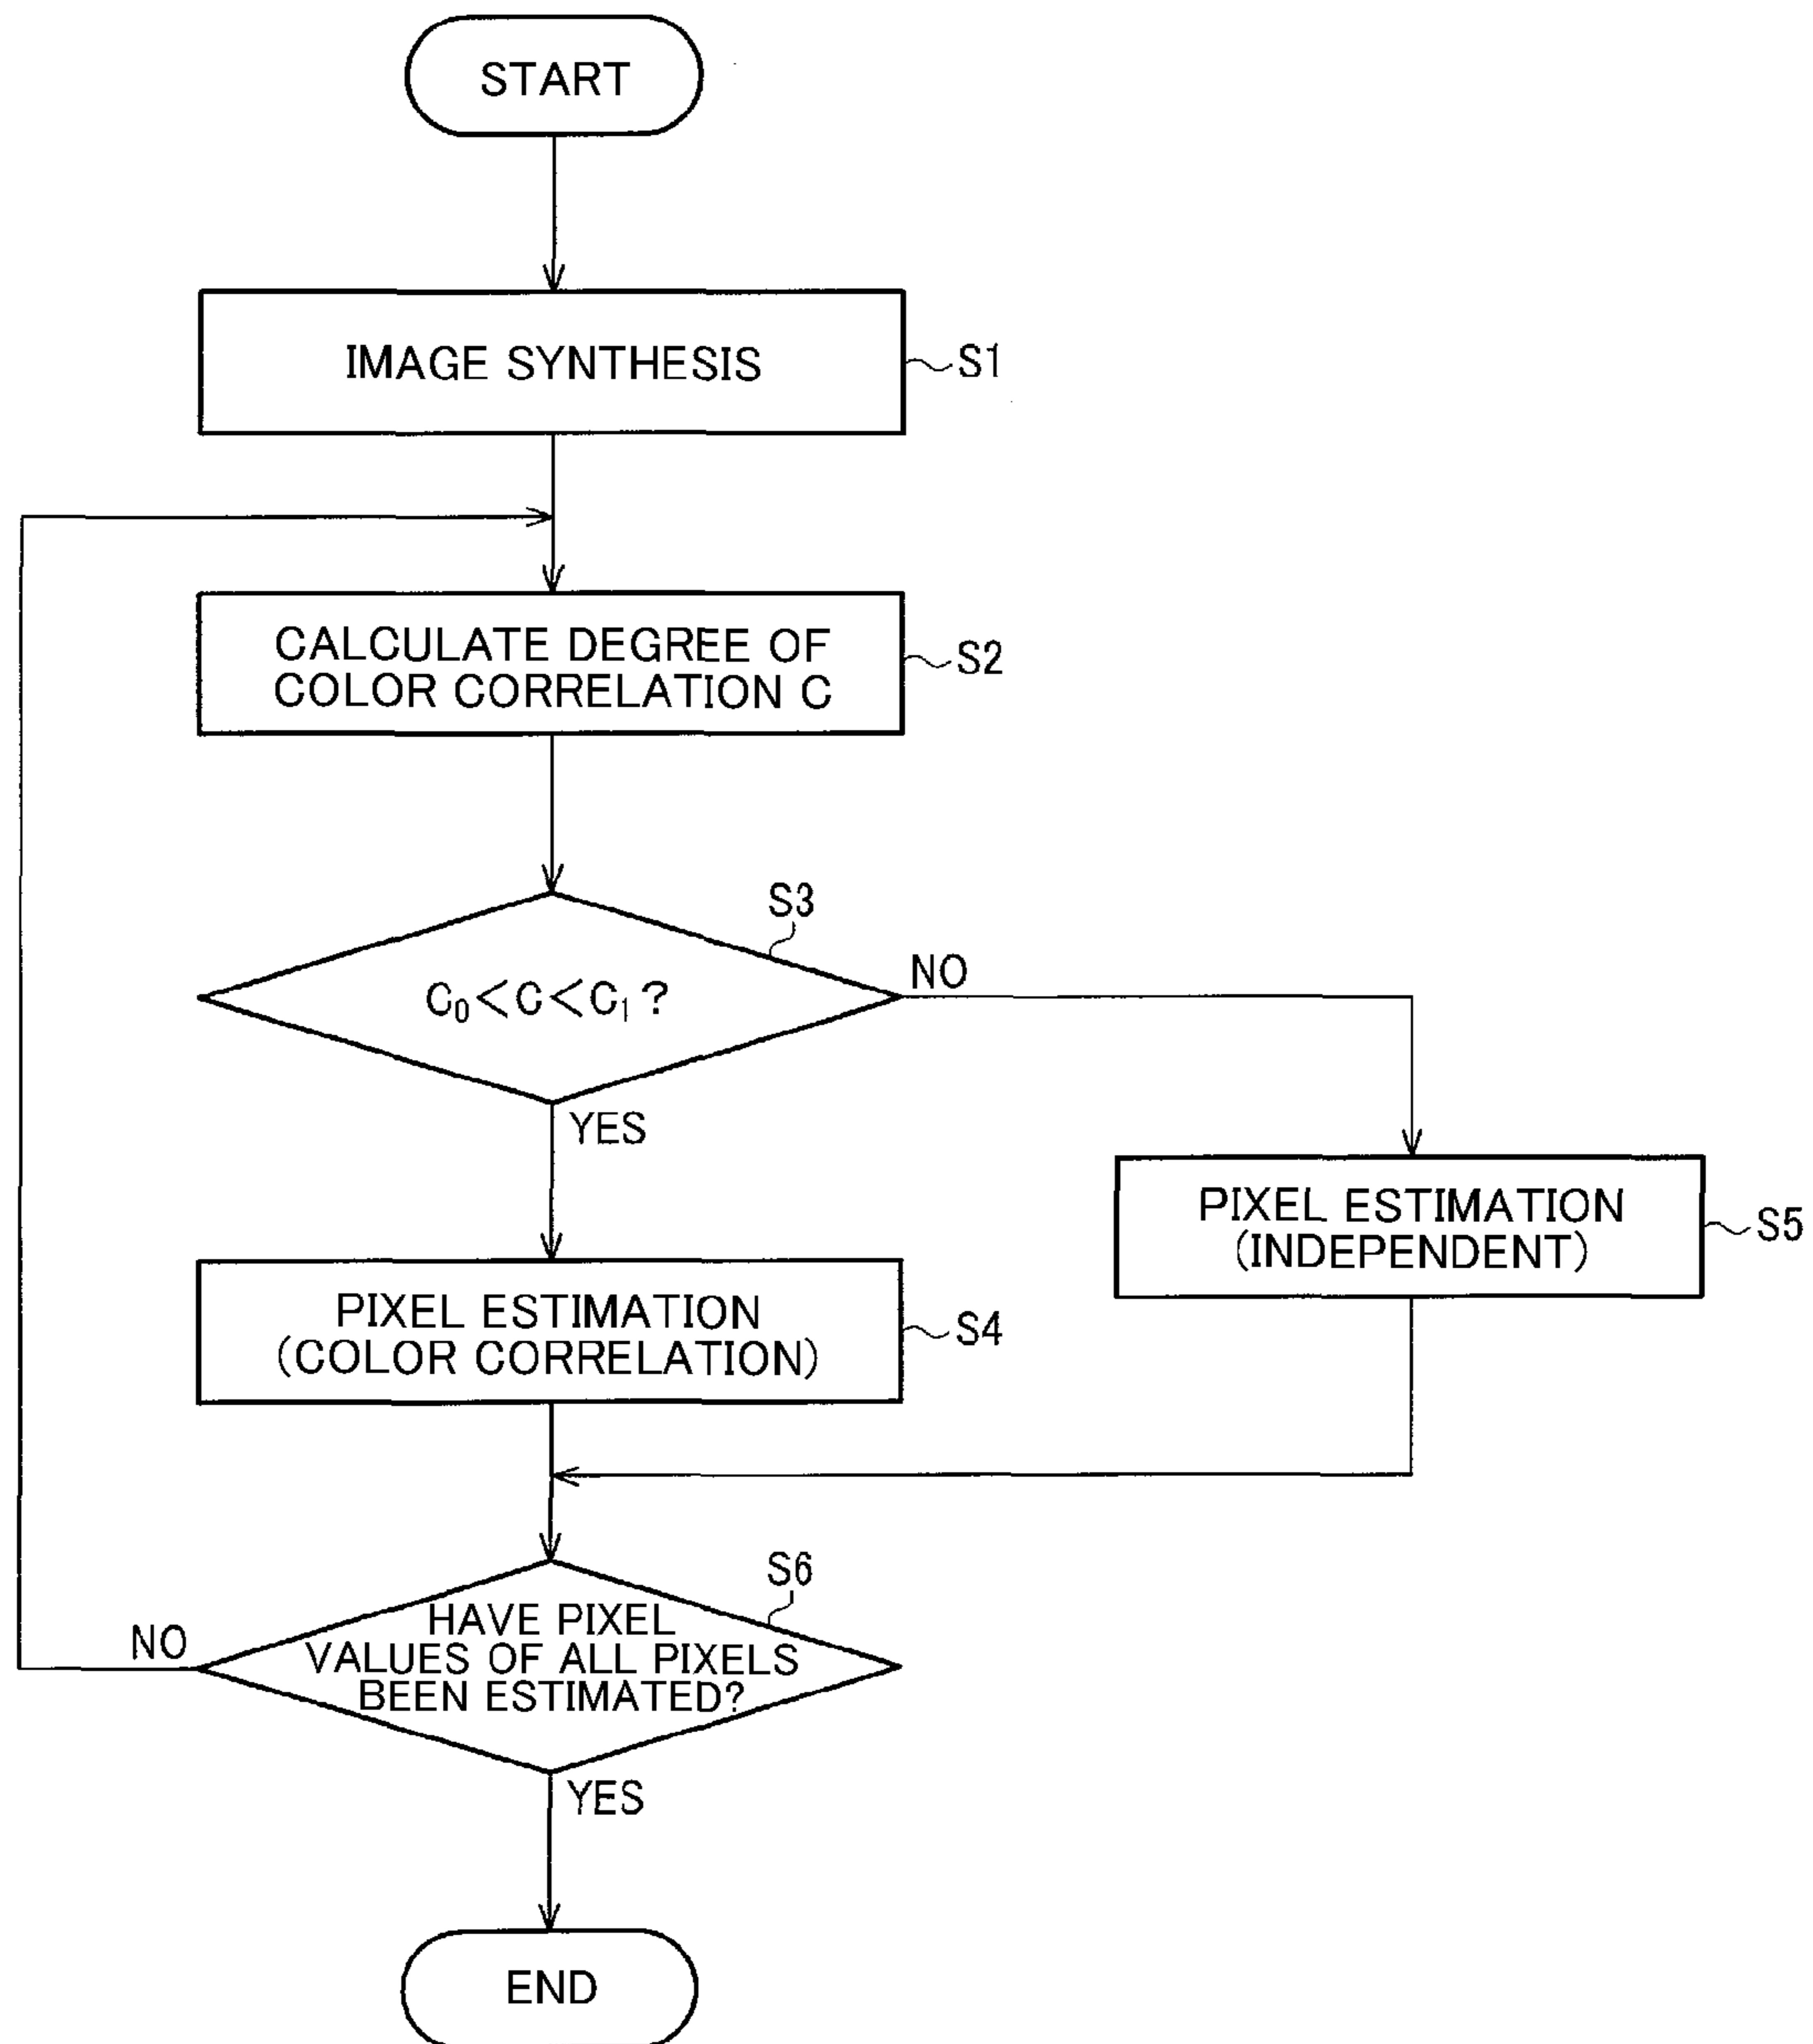 START
IMAGE SYNTHESIS
S1
CALCULATE DEGREE OF
COLOR CORRELATION C
S2
S3
C₀<C<C₁?
NO
YES
PIXEL ESTIMATION
(INDEPENDENT)
S5
PIXEL ESTIMATION
(COLOR CORRELATION)
S4
S6
HAVE PIXEL
VALUES OF ALL PIXELS
BEEN ESTIMATED?
NO
YES
END